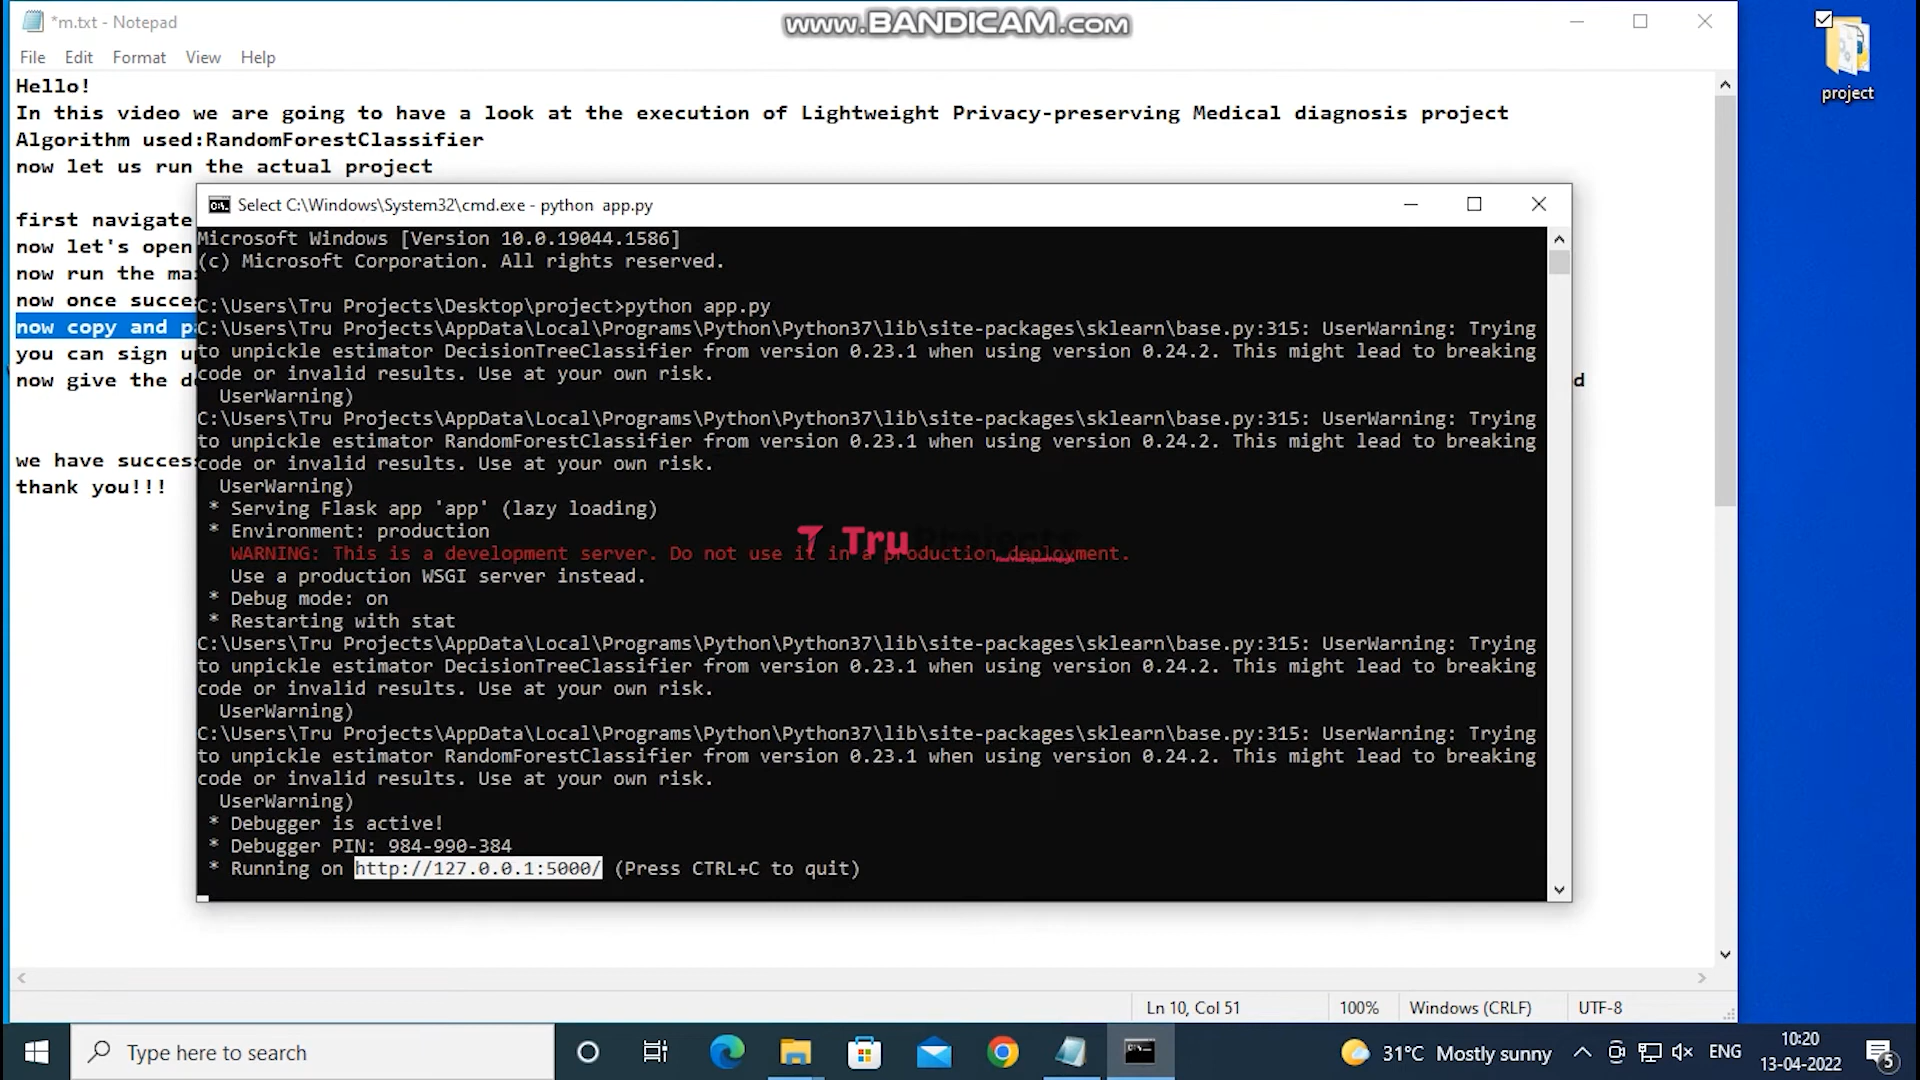 *m.txt - Notepad
www.BANDICAM.com
File Edit Format View Help
Hello!
In this video we are going to have a look at the execution of Lightweight Privacy-preserving Medical diagnosis project
Algorithm used:RandomForestClassifier
now let us run the actual project
first navigate
now let's open
now run the ma
now once succe
now copy and p
you can sign u
now give the d
d
we have succes
thank you!!!
project
Select C:\Windows\System32\cmd.exe - python  app.py
Microsoft Windows [Version 10.0.19044.1586]
(c) Microsoft Corporation. All rights reserved.
C:\Users\Tru Projects\Desktop\project>python app.py
C:\Users\Tru Projects\AppData\Local\Programs\Python\Python37\lib\site-packages\sklearn\base.py:315: UserWarning: Trying
to unpickle estimator DecisionTreeClassifier from version 0.23.1 when using version 0.24.2. This might lead to breaking
code or invalid results. Use at your own risk.
UserWarning)
C:\Users\Tru Projects\AppData\Local\Programs\Python\Python37\lib\site-packages\sklearn\base.py:315: UserWarning: Trying
to unpickle estimator RandomForestClassifier from version 0.23.1 when using version 0.24.2. This might lead to breaking
code or invalid results. Use at your own risk.
UserWarning)
* Serving Flask app 'app' (lazy loading)
* Environment: production
WARNING: This is a development server. Do not use it in a production deployment.
Tru Projects
Use a production WSGI server instead.
* Debug mode: on
* Restarting with stat
C:\Users\Tru Projects\AppData\Local\Programs\Python\Python37\lib\site-packages\sklearn\base.py:315: UserWarning: Trying
to unpickle estimator DecisionTreeClassifier from version 0.23.1 when using version 0.24.2. This might lead to breaking
code or invalid results. Use at your own risk.
UserWarning)
C:\Users\Tru Projects\AppData\Local\Programs\Python\Python37\lib\site-packages\sklearn\base.py:315: UserWarning: Trying
to unpickle estimator RandomForestClassifier from version 0.23.1 when using version 0.24.2. This might lead to breaking
code or invalid results. Use at your own risk.
UserWarning)
* Debugger is active!
* Debugger PIN: 984-990-384
* Running on http://127.0.0.1:5000/ (Press CTRL+C to quit)
Ln 10, Col 51 100% Windows (CRLF) UTF-8
Type here to search
31°C Mostly sunny
ENG
10:20
13-04-2022
5